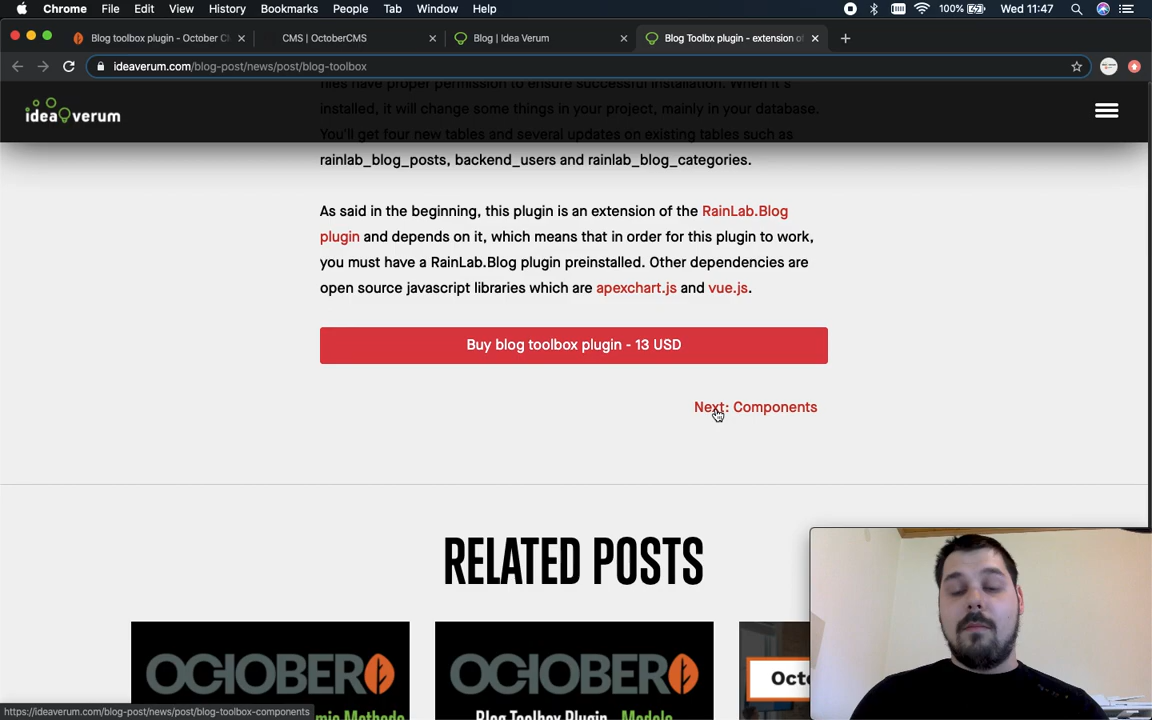 Chrome File Edit View History Bookmarks People Tab Window Help 100% Wed 11:47
Blog toolbox plugin - October C CMS | OctoberCMS Blog | Idea Verum Blog Toolbx plugin - extension o
ideaverum.com/blog-post/news/post/blog-toolbox
idea verum
files have proper permission to ensure successful installation. When it's
installed, it will change some things in your project, mainly in your database.
You'll get four new tables and several updates on existing tables such as
rainlab_blog_posts, backend_users and rainlab_blog_categories.
As said in the beginning, this plugin is an extension of the RainLab.Blog
plugin and depends on it, which means that in order for this plugin to work,
you must have a RainLab.Blog plugin preinstalled. Other dependencies are
open source javascript libraries which are apexchart.js and vue.js.
Buy blog toolbox plugin - 13 USD
Next: Components
RELATED POSTS
OCTOBER OCTOBER Octo
mic Methods Blog Toolbox Plugin - Models
https://ideaverum.com/blog-post/news/post/blog-toolbox-components